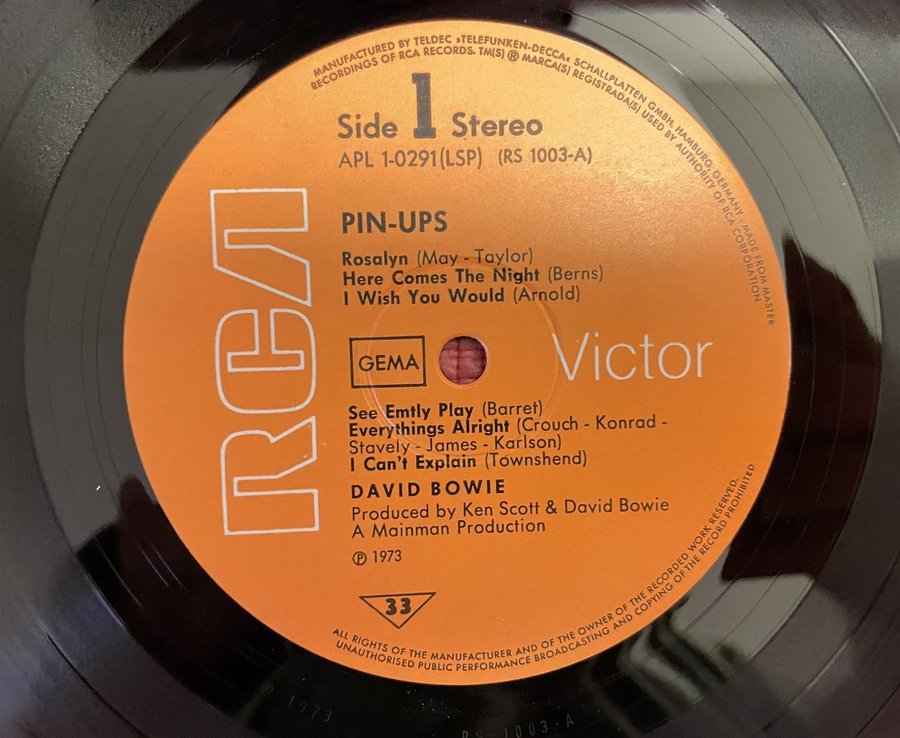 MANUFACTURED BY TELDEC »TELEFUNKEN-DECCA« SCHALLPLATTEN GMBH, HAMBURG, GERMANY · MADE FROM MASTER
RECORDINGS OF RCA RECORDS. TM(S) ® MARCA(S) REGISTRADA(S) USED BY AUTHORITY OF RCA CORPORATION
Side 1 Stereo
APL 1-0291(LSP) (RS 1003-A)
RCA
PIN-UPS
Rosalyn (May - Taylor)
Here Comes The Night (Berns)
I Wish You Would (Arnold)
GEMA
Victor
See Emtly Play (Barret)
Everythings Alright (Crouch - Konrad -
Stavely - James - Karlson)
I Can't Explain (Townshend)
DAVID BOWIE
Produced by Ken Scott & David Bowie
A Mainman Production
℗ 1973
33
ALL RIGHTS OF THE MANUFACTURER AND OF THE OWNER OF THE RECORDED WORK RESERVED.
UNAUTHORISED PUBLIC PERFORMANCE BROADCASTING AND COPYING OF THE RECORD PROHIBITED
1973
RS 1003-A